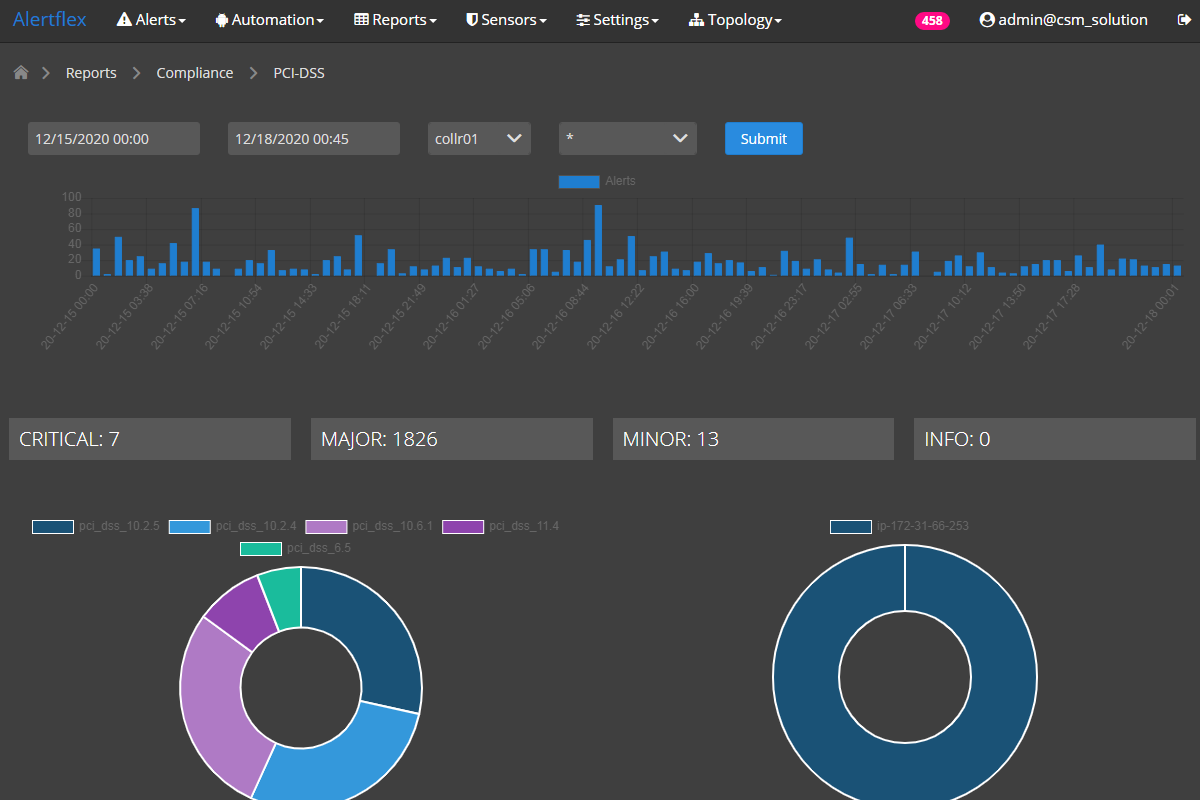 Alertflex Alerts Automation Reports Sensors Settings Topology 458 admin@csm_solution
Reports Compliance PCI-DSS
12/15/2020 00:00 12/18/2020 00:45 collr01 * Submit
Alerts
100
80
60
40
20
0
20-12-15 00:00 20-12-15 03:38 20-12-15 07:16 20-12-15 10:54 20-12-15 14:33 20-12-15 18:11 20-12-15 21:49 20-12-16 01:27 20-12-16 05:06 20-12-16 08:44 20-12-16 12:22 20-12-16 16:00 20-12-16 19:39 20-12-16 23:17 20-12-17 02:55 20-12-17 06:33 20-12-17 10:12 20-12-17 13:50 20-12-17 17:28 20-12-18 00:01
CRITICAL: 7 MAJOR: 1826 MINOR: 13 INFO: 0
pci_dss_10.2.5 pci_dss_10.2.4 pci_dss_10.6.1 pci_dss_11.4 ip-172-31-66-253
pci_dss_6.5